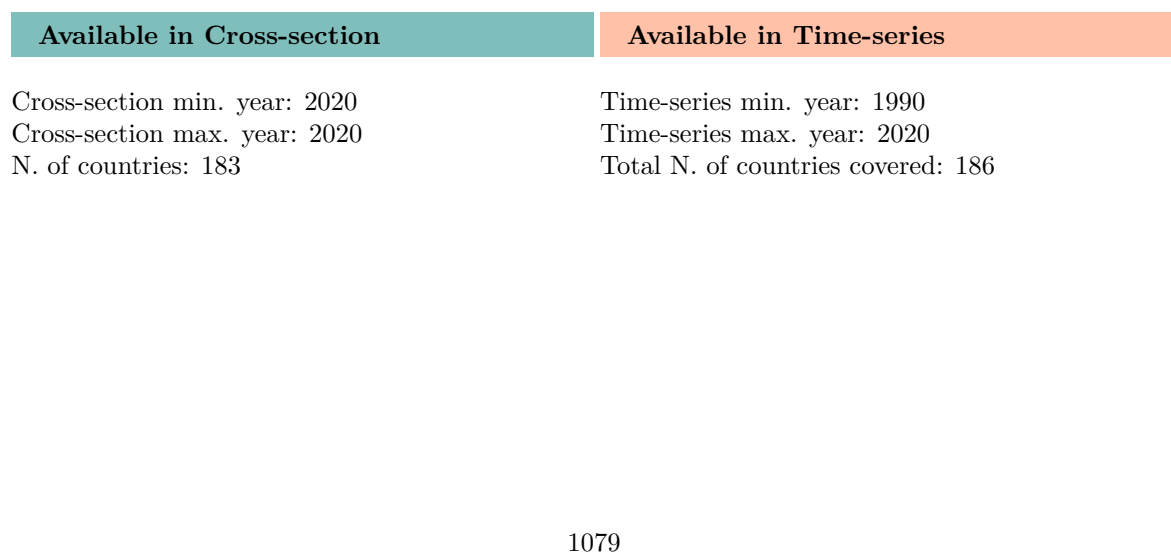 Available in Cross-section
Available in Time-series
Cross-section min. year: 2020
Cross-section max. year: 2020
N. of countries: 183
Time-series min. year: 1990
Time-series max. year: 2020
Total N. of countries covered: 186
1079